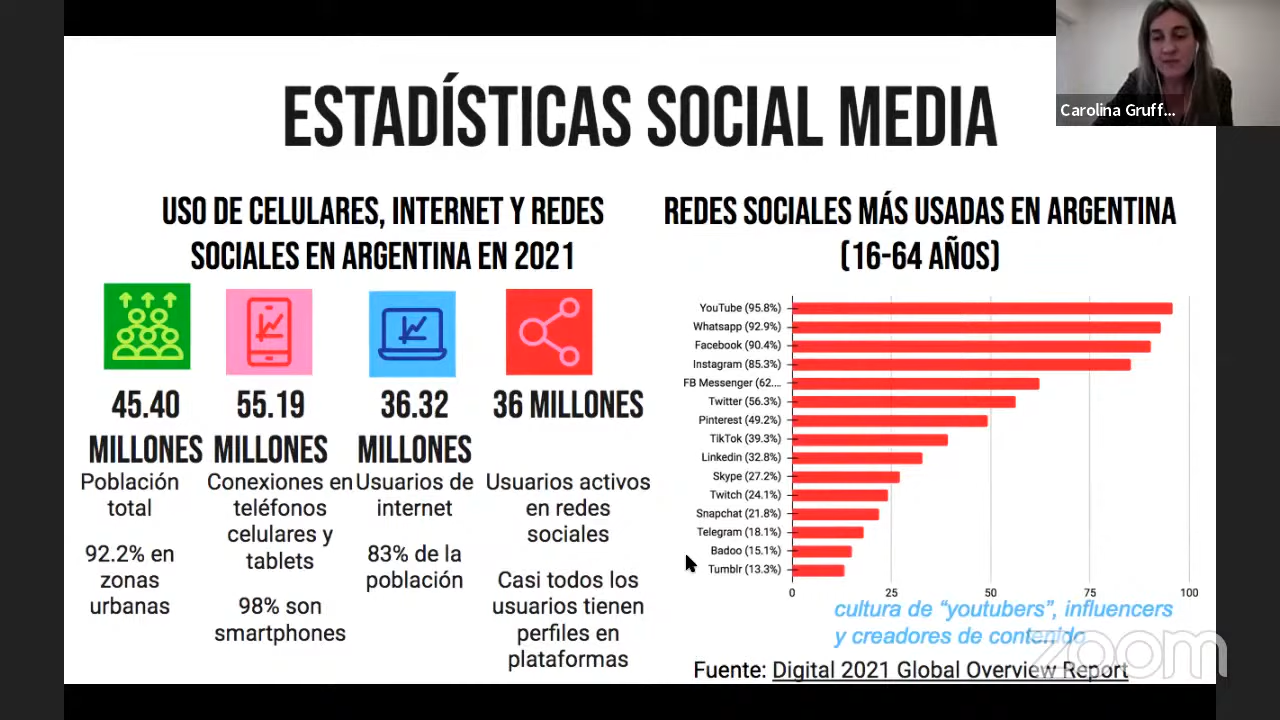 ESTADÍSTICAS SOCIAL MEDIA
Carolina Gruff...
USO DE CELULARES, INTERNET Y REDES
SOCIALES EN ARGENTINA EN 2021
45.40
MILLONES
Población
total
92.2% en
zonas
urbanas
55.19
MILLONES
Conexiones en
teléfonos
celulares y
tablets
98% son
smartphones
36.32
MILLONES
Usuarios de
internet
83% de la
población
36 MILLONES
Usuarios activos
en redes
sociales
Casi todos los
usuarios tienen
perfiles en
plataformas
REDES SOCIALES MÁS USADAS EN ARGENTINA
(16-64 AÑOS)
YouTube (95.8%)
Whatsapp (92.9%)
Facebook (90.4%)
Instagram (85.3%)
FB Messenger (62....
Twitter (56.3%)
Pinterest (49.2%)
TikTok (39.3%)
Linkedin (32.8%)
Skype (27.2%)
Twitch (24.1%)
Snapchat (21.8%)
Telegram (18.1%)
Badoo (15.1%)
Tumblr (13.3%)
0 25 50 75 100
cultura de “youtubers”, influencers
y creadores de contenido
zoom
Fuente: Digital 2021 Global Overview Report